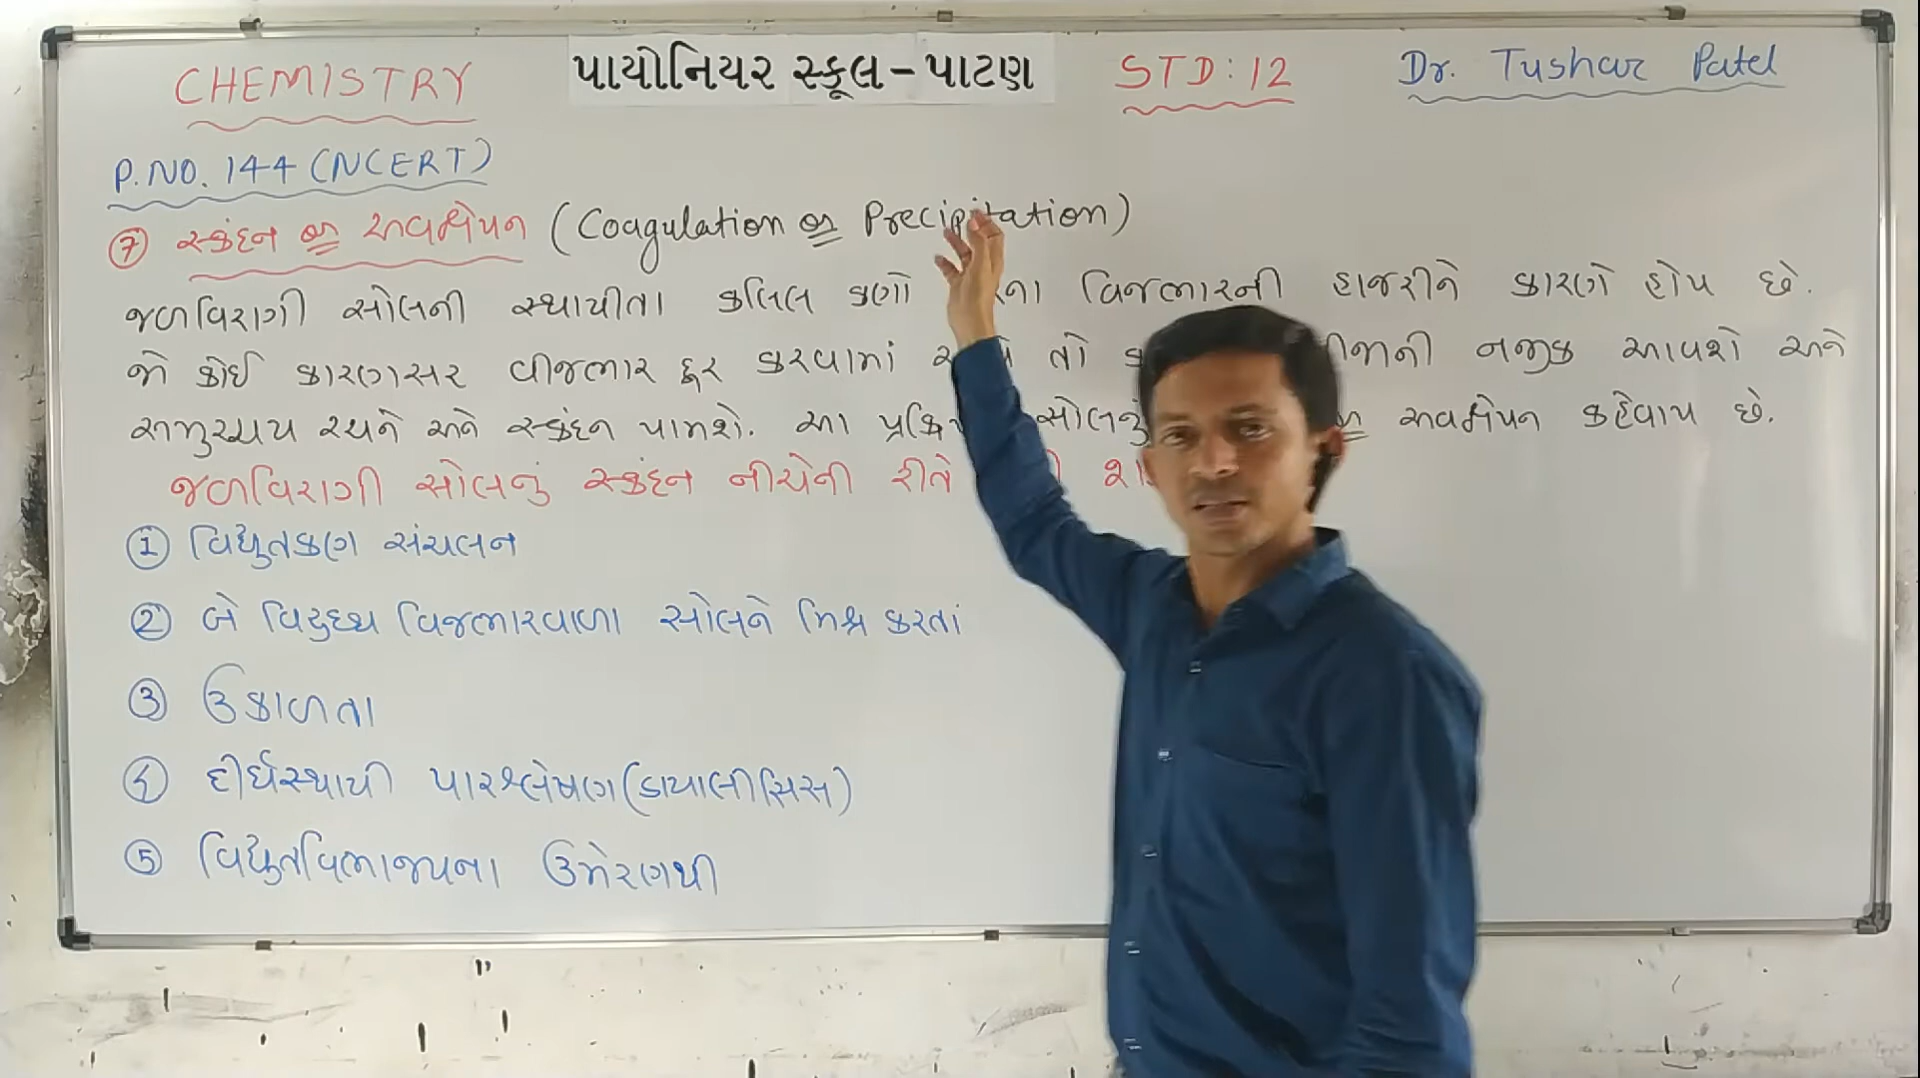 CHEMISTRY પાયોનિયર સ્કૂલ - પાટણ STD: 12 Dr. Tushar Patel
P.NO. 144 (NCERT)
⑦ સ્કંદન or અવક્ષેપન (Coagulation or Precipitation)
જળવિરાગી સોલની સ્થાયીતા કલિલ કણો વિજભારની હાજરીને કારણે હોય છે.
જો કોઈ કારણસર વીજભાર દૂર કરવામાં તો નજીક આવશે અને
સમુચ્ચય રચને અને સ્કંદન પામશે. આ સોલનું અવક્ષેપન કહેવાય છે.
જળવિરાગી સોલનું સ્કંદન નીચેની રીતે
① વિદ્યુતકણ સંચલન
② બે વિરુધ્ધ વિજભારવાળા સોલને મિશ્ર કરતાં
③ ઉકાળતા
④ દીર્ઘસ્થાયી પારશ્લેષણ (ડાયાલીસિસ)
⑤ વિદ્યુતવિભાજ્યના ઉમેરણથી